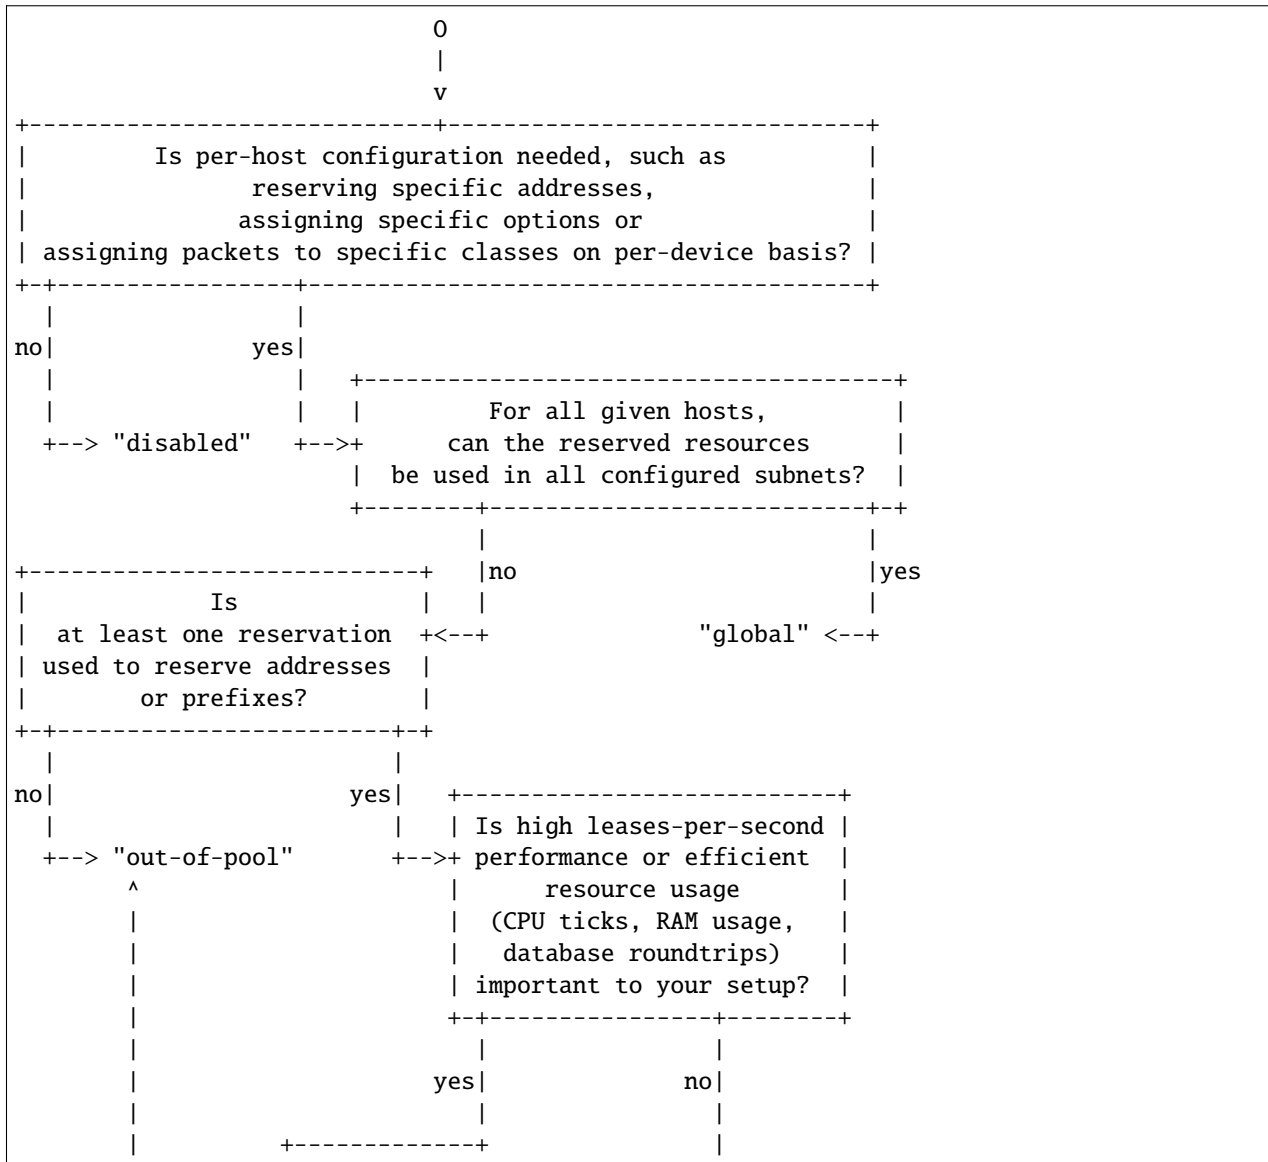 O
                              |
                              v
+-----------------------------+------------------------------+
|         Is per-host configuration needed, such as          |
|                reserving specific addresses,               |
|               assigning specific options or                |
| assigning packets to specific classes on per-device basis? |
+-+-----------------+----------------------------------------+
  |                 |
no|              yes|
  |                 |   +--------------------------------------+
  |                 |   |         For all given hosts,         |
  +--> "disabled"   +-->+      can the reserved resources      |
                        |  be used in all configured subnets?  |
                        +--------+---------------------------+-+
                                 |                           |
+----------------------------+   |no                         |yes
|             Is             |   |                           |
|  at least one reservation  +<--+               "global" <--+
| used to reserve addresses  |
|        or prefixes?        |
+-+------------------------+-+
  |                        |
no|                     yes|   +---------------------------+
  |                        |   | Is high leases-per-second |
  +--> "out-of-pool"       +-->+ performance or efficient  |
        ^                      |      resource usage       |
        |                      |  (CPU ticks, RAM usage,   |
        |                      |   database roundtrips)    |
        |                      | important to your setup?  |
        |                      +-+----------------+--------+
        |                        |                |
        |                     yes|              no|
        |                        |                |
        |          +-------------+                |